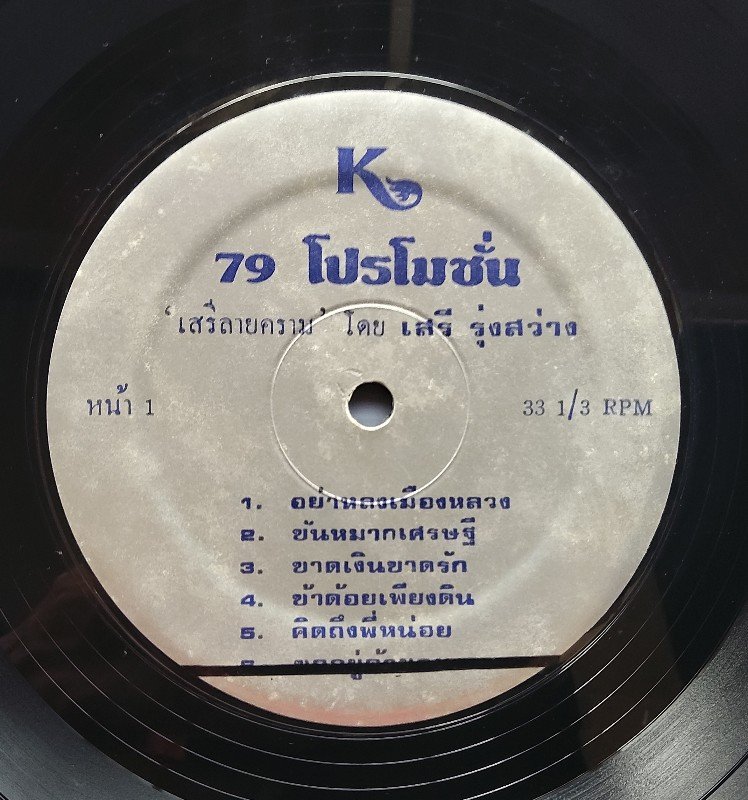 K
79 โปรโมชั่น
'เสรีลายคราม' โดย เสรี รุ่งสว่าง
หน้า 1
33 1/3 RPM
1. อย่าหลงเมืองหลวง
2. ขันหมากเศรษฐี
3. ขาดเงินขาดรัก
4. ข้าด้อยเพียงดิน
5. คิดถึงพี่หน่อย